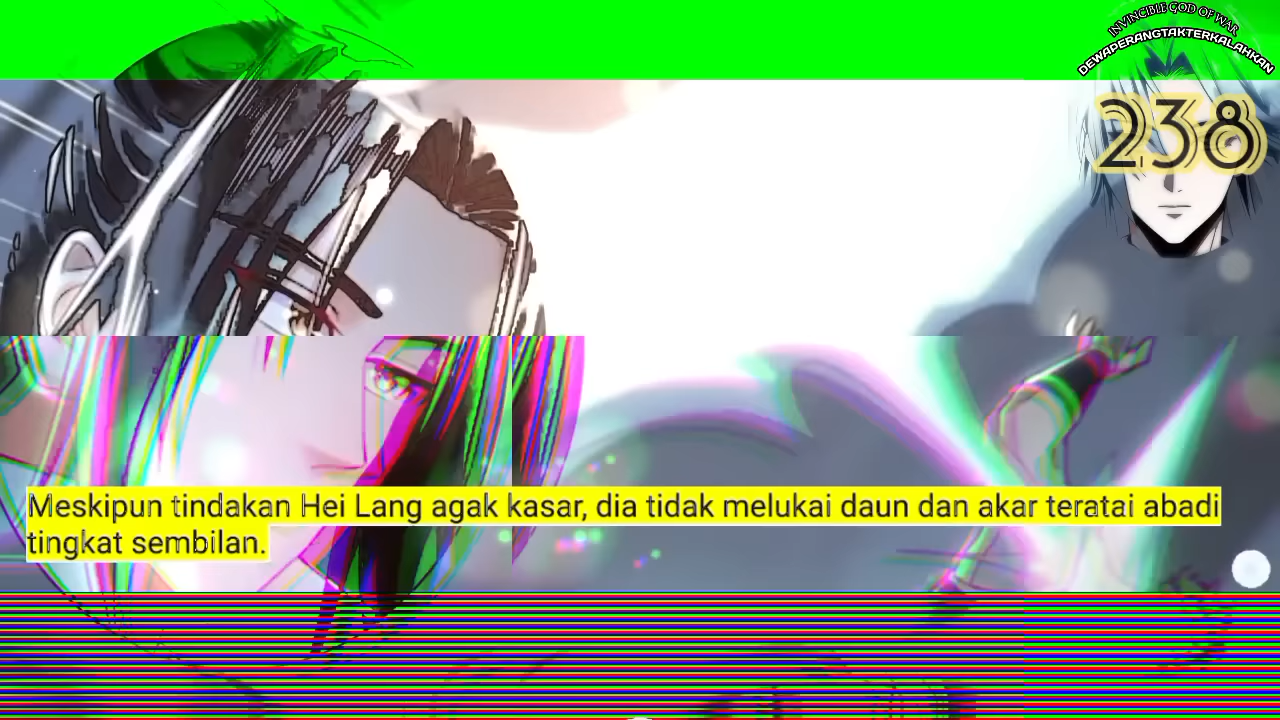 INVINCIBLE GOD OF WAR
DEWAPERANGTAKTERKALAHKAN
238
Meskipun tindakan Hei Lang agak kasar, dia tidak melukai daun dan akar teratai abadi
tingkat sembilan.